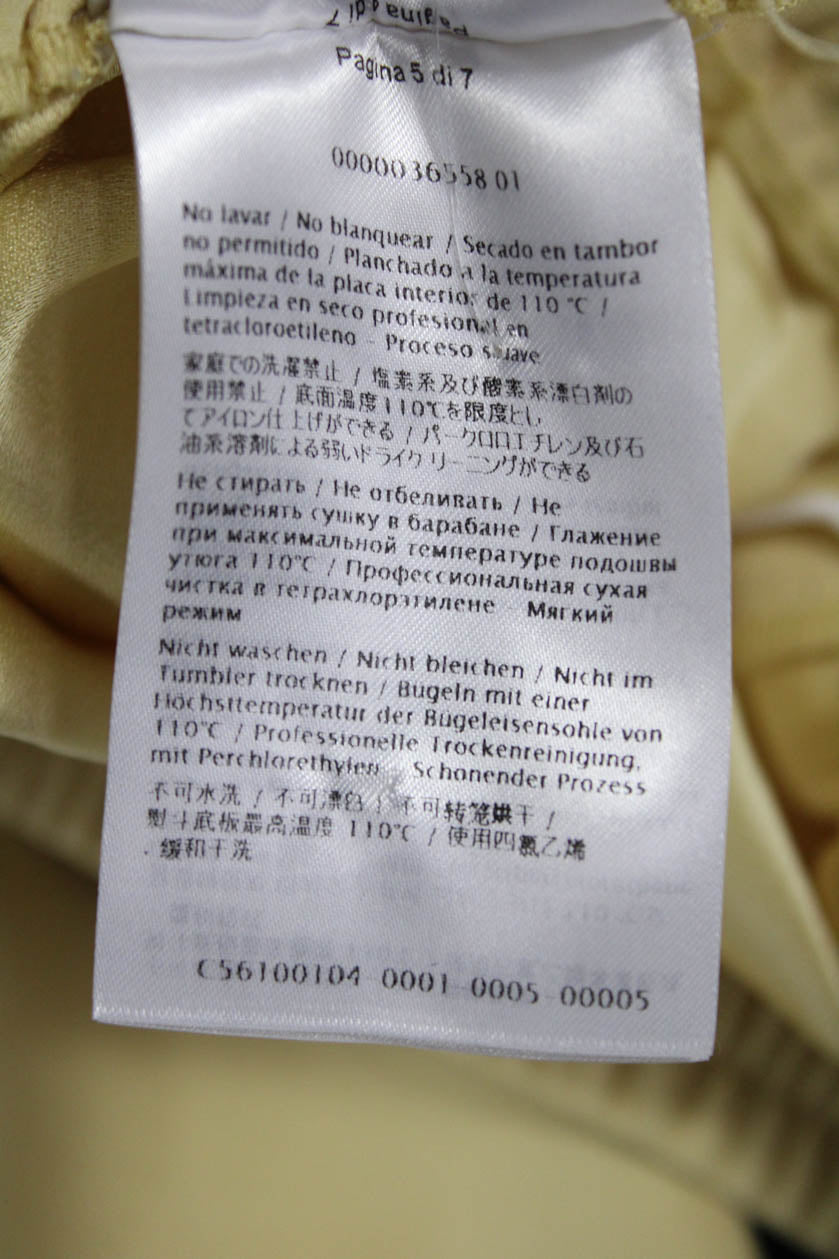 Pagina 5 di 7
0000036558 01
No lavar / No blanquear / Secado en tambor
no permitido / Planchado a la temperatura
máxima de la placa interior de 110 °C /
Limpieza en seco profesional en
tetracloroetileno - Proceso suave
家庭での洗濯禁止 / 塩素系及び酸素系漂白剤の
使用禁止 / 底面温度110℃を限度とし
てアイロン仕上げができる / パークロロエチレン及び石
油系溶剤による弱いドライクリーニングができる
Не стирать / Не отбеливать / Не
применять сушку в барабане / Глажение
при максимальной температуре подошвы
утюга 110°C / Профессиональная сухая
чистка в тетрахлорэтилене - Мягкий
режим
Nicht waschen / Nicht bleichen / Nicht im
Tumbler trocknen / Bügeln mit einer
Höchsttemperatur der Bügeleisensohle von
110°C / Professionelle Trockenreinigung,
mit Perchlorethylen - Schonender Prozess
不可水洗 / 不可漂白 / 不可转笼烘干 /
熨斗底板最高温度 110℃ / 使用四氯乙烯
. 缓和干洗
C56100104 0001 0005 00005